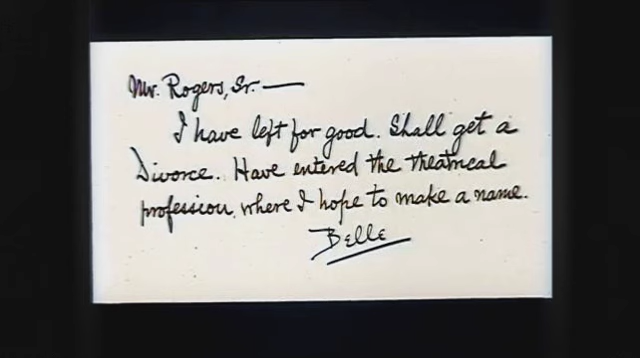 Mr. Rogers, Sr. —
I have left for good. Shall get a
Divorce. Have entered the theatrical
profession, where I hope to make a name.
Belle